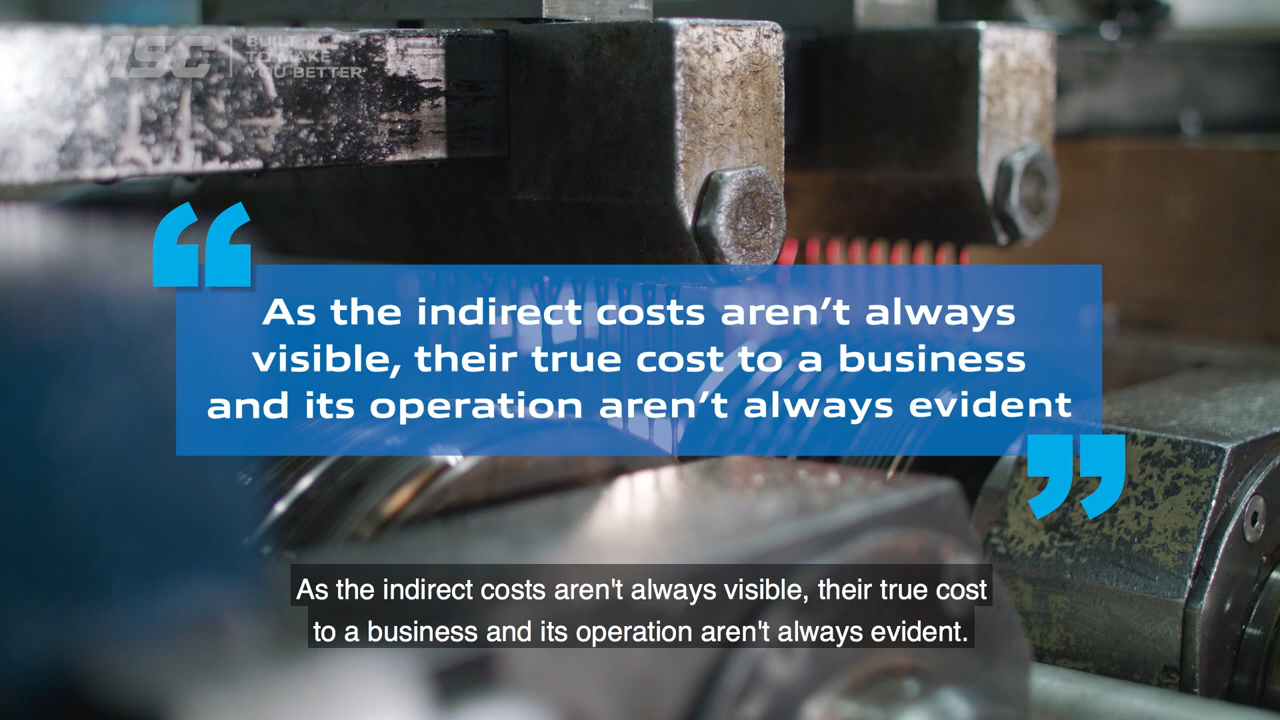 MSC
BUILT
TO MAKE
YOU BETTER
“
As the indirect costs aren’t always
visible, their true cost to a business
and its operation aren’t always evident
”
As the indirect costs aren't always visible, their true cost
to a business and its operation aren't always evident.